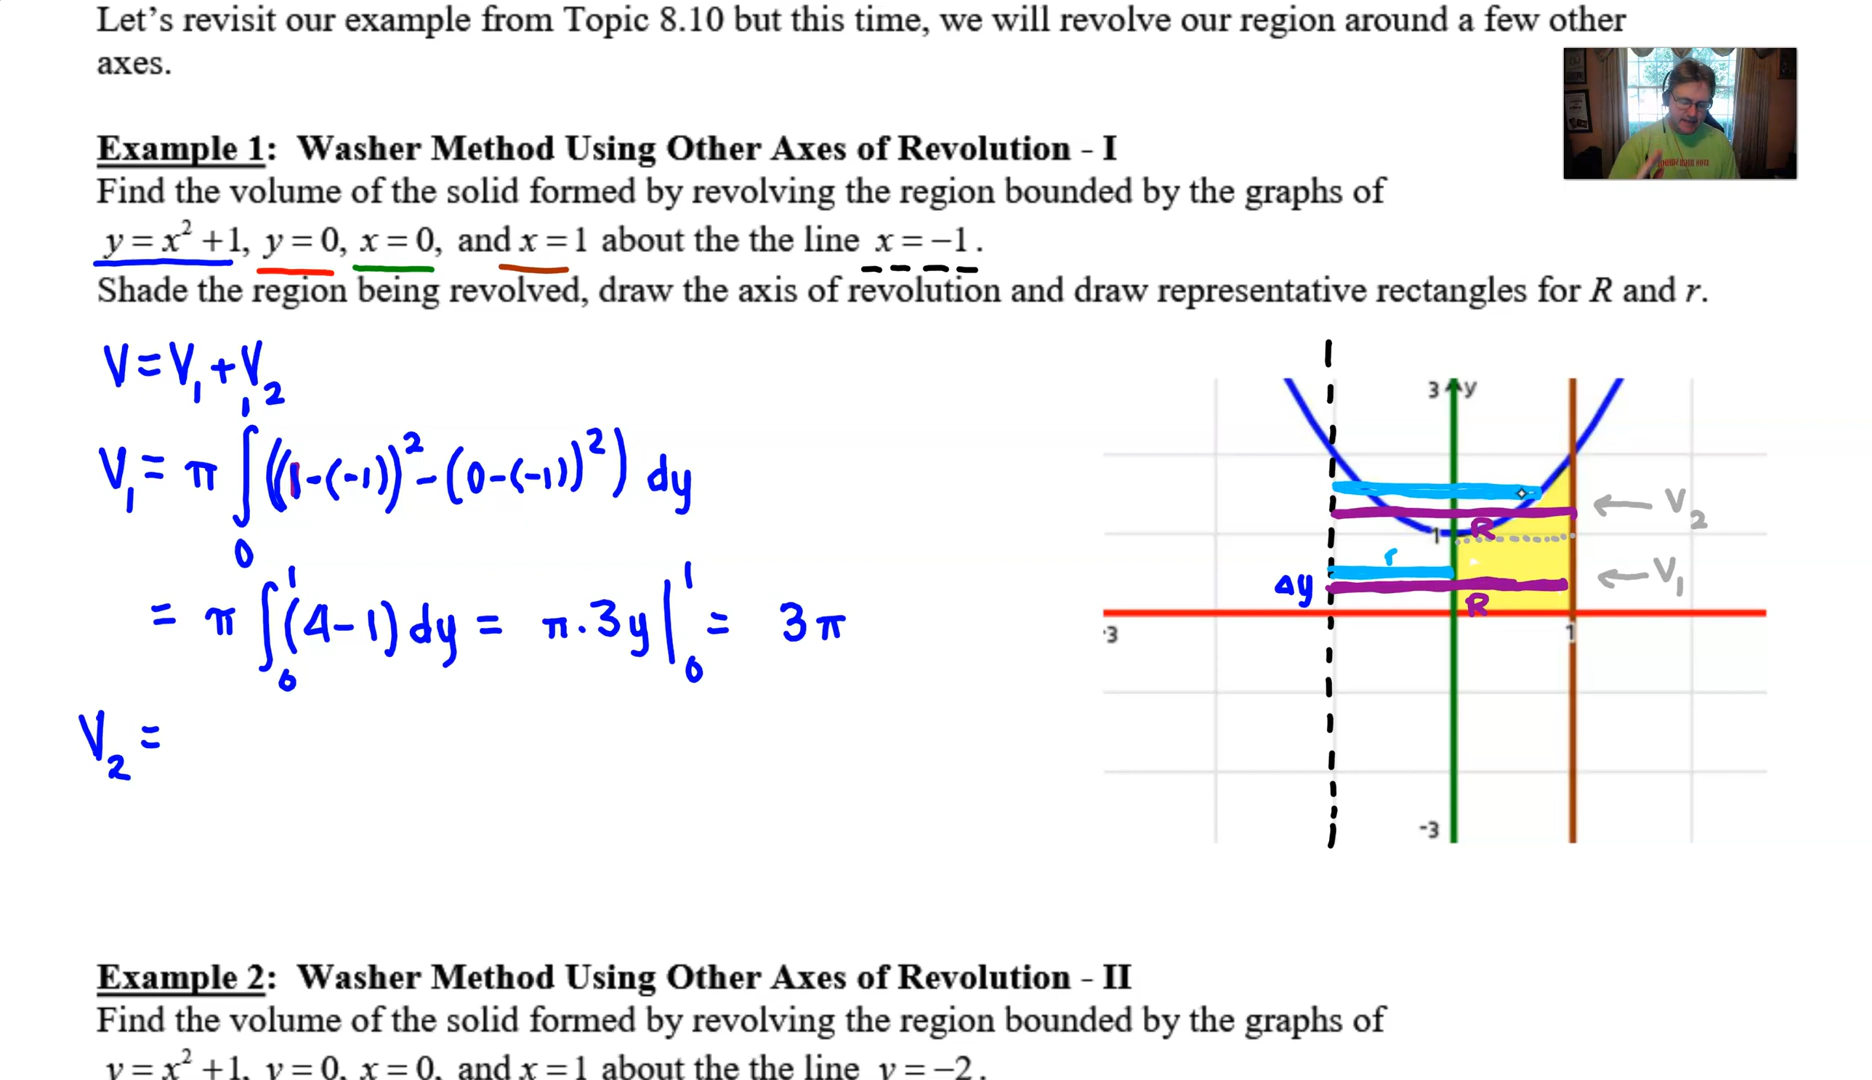 Let's revisit our example from Topic 8.10 but this time, we will revolve our region around a few other
axes.
Example 1: Washer Method Using Other Axes of Revolution - I
Find the volume of the solid formed by revolving the region bounded by the graphs of
y = x² + 1, y = 0, x = 0, and x = 1 about the the line x = −1.
Shade the region being revolved, draw the axis of revolution and draw representative rectangles for R and r.
V = V₁ + V₂
V₁ = π ∫₀¹ ((1-(-1))² - (0-(-1))²) dy
= π ∫₀¹ (4-1) dy = π·3y |₀¹ = 3π
V₂ =
3 y
← V₂
R
1
r
← V₁
Δy
R
-3
1
-3
Example 2: Washer Method Using Other Axes of Revolution - II
Find the volume of the solid formed by revolving the region bounded by the graphs of
y = x² + 1, y = 0, x = 0, and x = 1 about the the line y = −2.